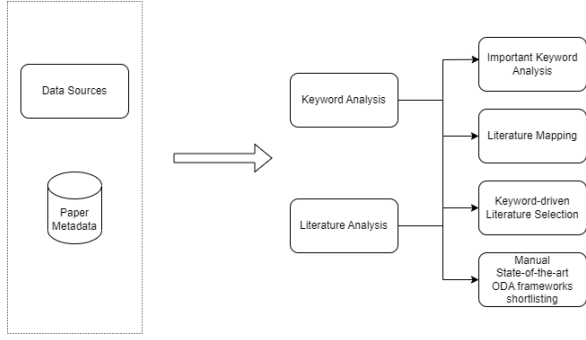 Data Sources
Paper
Metadata
Keyword Analysis
Literature Analysis
Important Keyword
Analysis
Literature Mapping
Keyword-driven
Literature Selection
Manual
State-of-the-art
ODA frameworks
shortlisting